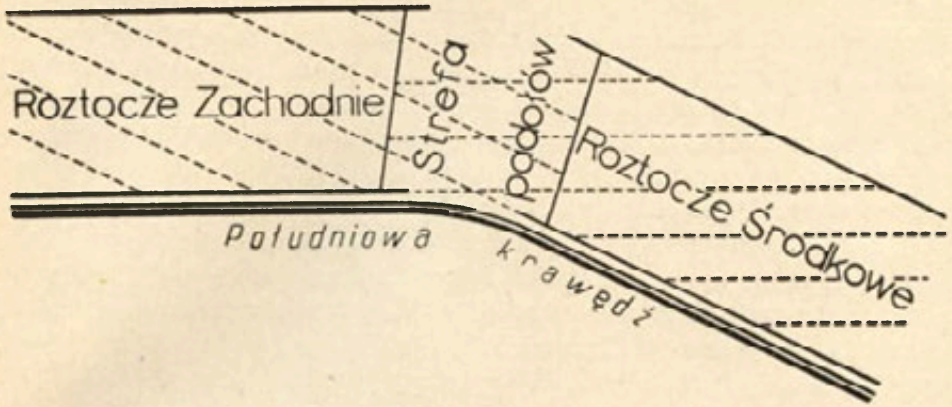 Roztocze Zachodnie
Strefa
padołów
Roztocze Środkowe
Południowa
krawędź